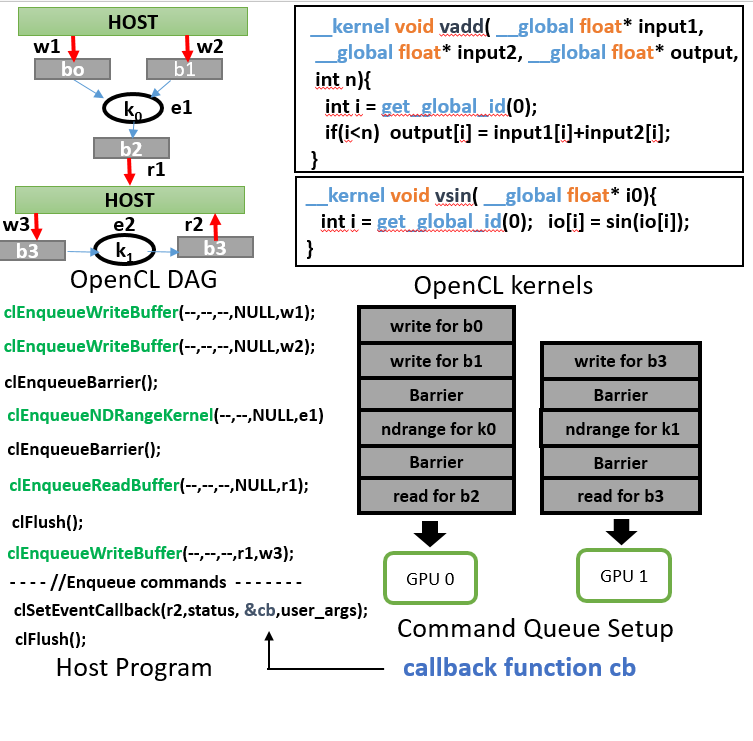 HOST
w1
w2
bo
b1
k0
e1
b2
r1
HOST
w3
e2
r2
b3
k1
b3
OpenCL DAG
__kernel void vadd( __global float* input1,
__global float* input2, __global float* output,
int n){
int i = get_global_id(0);
if(i<n) output[i] = input1[i]+input2[i];
}
__kernel void vsin( __global float* i0){
int i = get_global_id(0); io[i] = sin(io[i]);
}
OpenCL kernels
clEnqueueWriteBuffer(--,--,--,NULL,w1);
clEnqueueWriteBuffer(--,--,--,NULL,w2);
clEnqueueBarrier();
clEnqueueNDRangeKernel(--,--,NULL,e1)
clEnqueueBarrier();
clEnqueueReadBuffer(--,--,--,NULL,r1);
clFlush();
clEnqueueWriteBuffer(--,--,--,r1,w3);
- - - - //Enqueue commands - - - - - - -
clSetEventCallback(r2,status, &cb,user_args);
clFlush();
Host Program
write for b0
write for b1
Barrier
ndrange for k0
Barrier
read for b2
GPU 0
write for b3
Barrier
ndrange for k1
Barrier
read for b3
GPU 1
Command Queue Setup
callback function cb